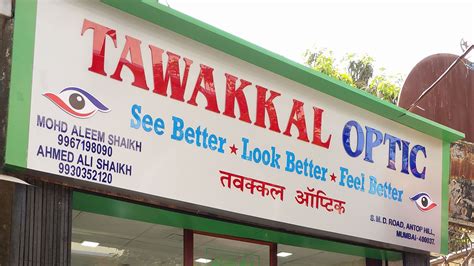 TAWAKKAL OPTIC
See Better ★ Look Better ★ Feel Better
तवक्कल ऑप्टिक
MOHD ALEEM SHAIKH
9967198090
AHMED ALI SHAIKH
9930352120
S.M.D. ROAD, ANTOP HILL,
MUMBAI-400037